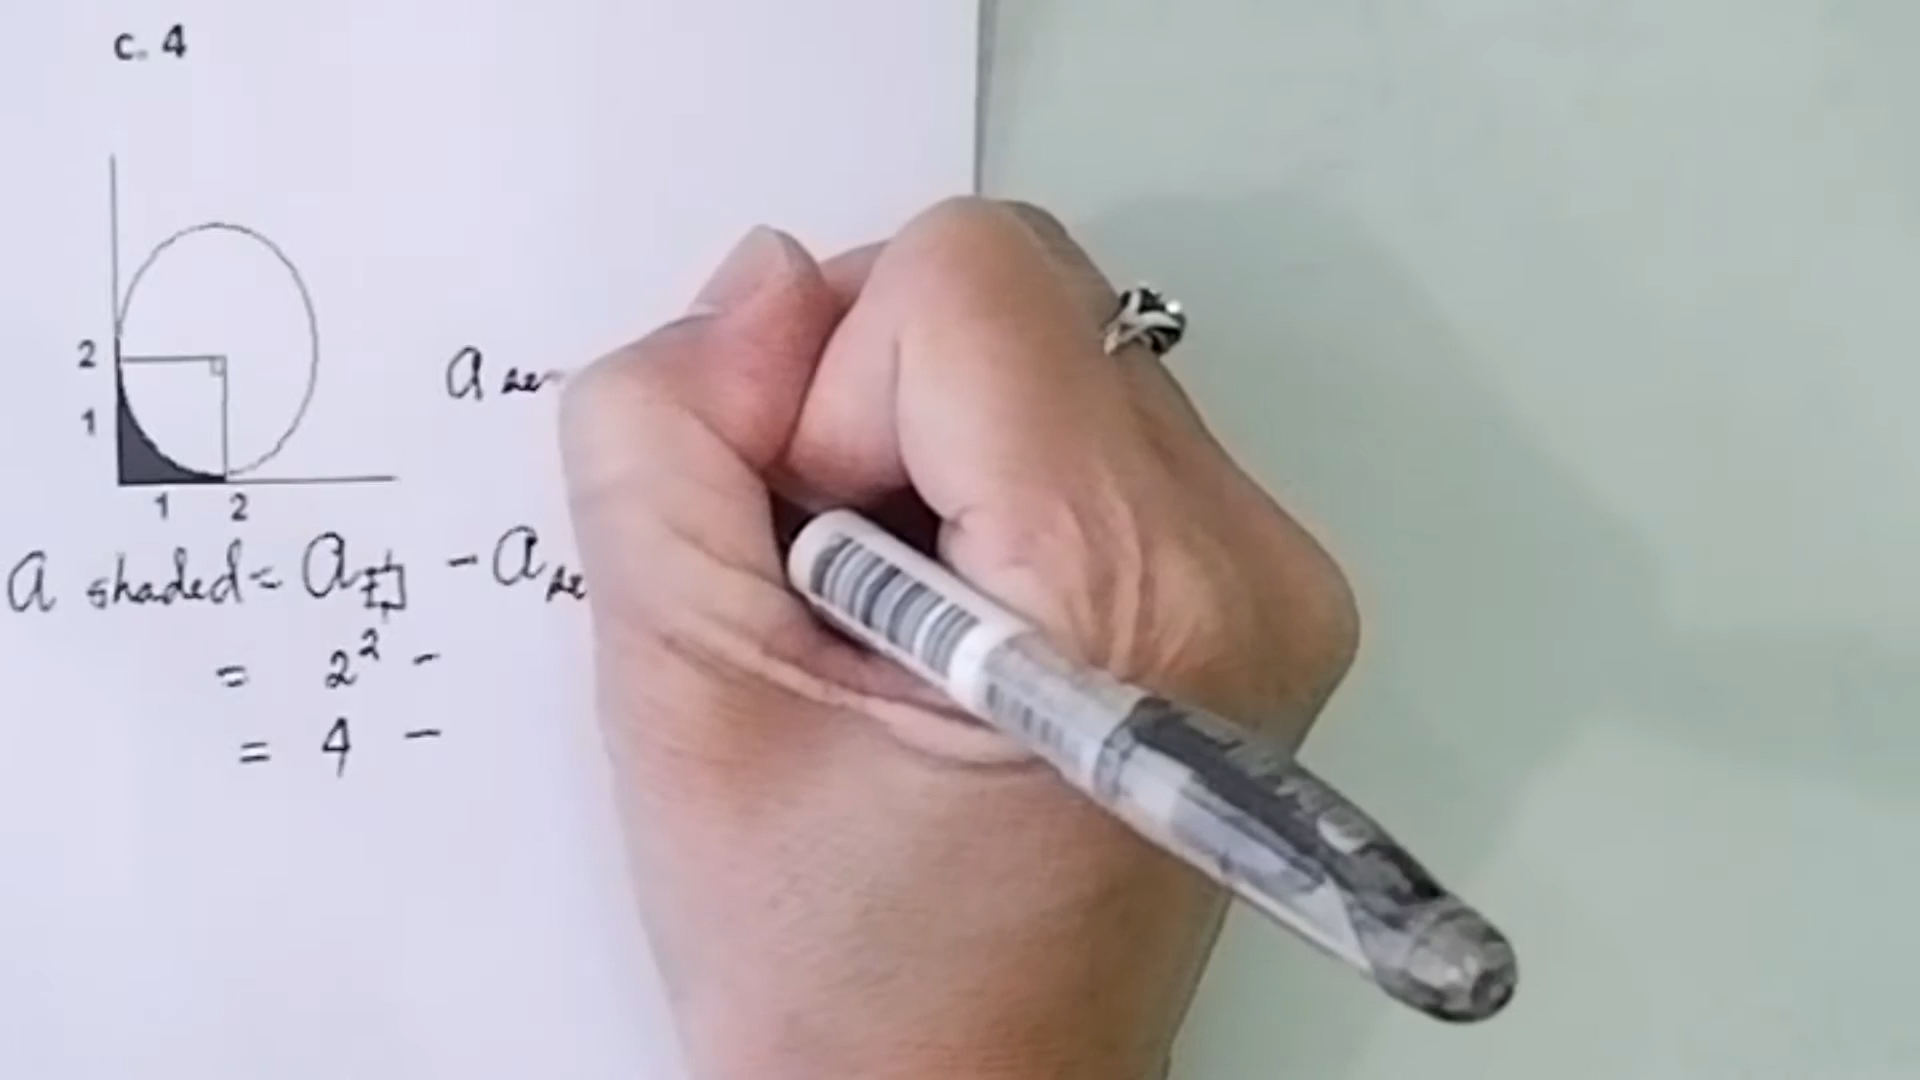 c. 4
2
1
1 2
a
a shaded = a - a
= 2² -
= 4 -